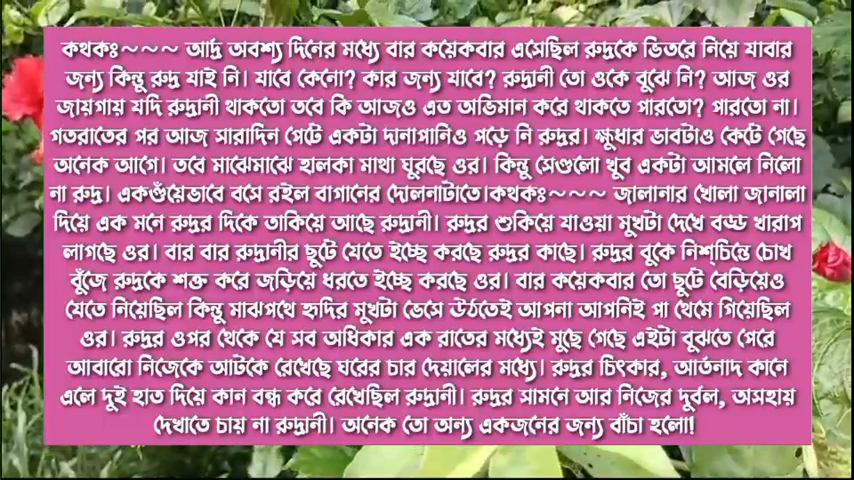 কথকঃ~~~ আর্দ্র অবশ্য দিনের মধ্যে বার কয়েকবার এসেছিল রুদ্রকে ভিতরে নিয়ে যাবার
জন্য কিন্তু রুদ্র যাই নি। যাবে কেনো? কার জন্য যাবে? রুদ্রানী তো ওকে বুঝে নি? আজ ওর
জায়গায় যদি রুদ্রানী থাকতো তবে কি আজও এত অভিমান করে থাকতে পারতো? পারতো না।
গতরাতের পর আজ সারাদিন পেটে একটা দানাপানিও পড়ে নি রুদ্রর। ক্ষুধার ভাবটাও কেটে গেছে
অনেক আগে। তবে মাঝেমাঝে হালকা মাথা ঘুরছে ওর। কিন্তু সেগুলো খুব একটা আমলে নিলো
না রুদ্র। একগুঁয়েভাবে বসে রইল বাগানের দোলনাটাতে।কথকঃ~~~ জালানার খোলা জানালা
দিয়ে এক মনে রুদ্রর দিকে তাকিয়ে আছে রুদ্রানী। রুদ্রর শুকিয়ে যাওয়া মুখটা দেখে বড্ড খারাপ
লাগছে ওর। বার বার রুদ্রানীর ছুটে যেতে ইচ্ছে করছে রুদ্রর কাছে। রুদ্রর বুকে নিশ্চিন্তে চোখ
বুঁজে রুদ্রকে শক্ত করে জড়িয়ে ধরতে ইচ্ছে করছে ওর। বার কয়েকবার তো ছুটে বেড়িয়েও
যেতে নিয়েছিল কিন্তু মাঝপথে হৃদির মুখটা ভেসে উঠতেই আপনা আপনিই পা থেমে গিয়েছিল
ওর। রুদ্রর ওপর থেকে যে সব অধিকার এক রাতের মধ্যেই মুছে গেছে এইটা বুঝতে পেরে
আবারো নিজেকে আটকে রেখেছে ঘরের চার দেয়ালের মধ্যে। রুদ্রর চিৎকার, আর্তনাদ কানে
এলে দুই হাত দিয়ে কান বন্ধ করে রেখেছিল রুদ্রানী। রুদ্রর সামনে আর নিজের দুর্বল, অসহায়
দেখাতে চায় না রুদ্রানী। অনেক তো অন্য একজনের জন্য বাঁচা হলো!